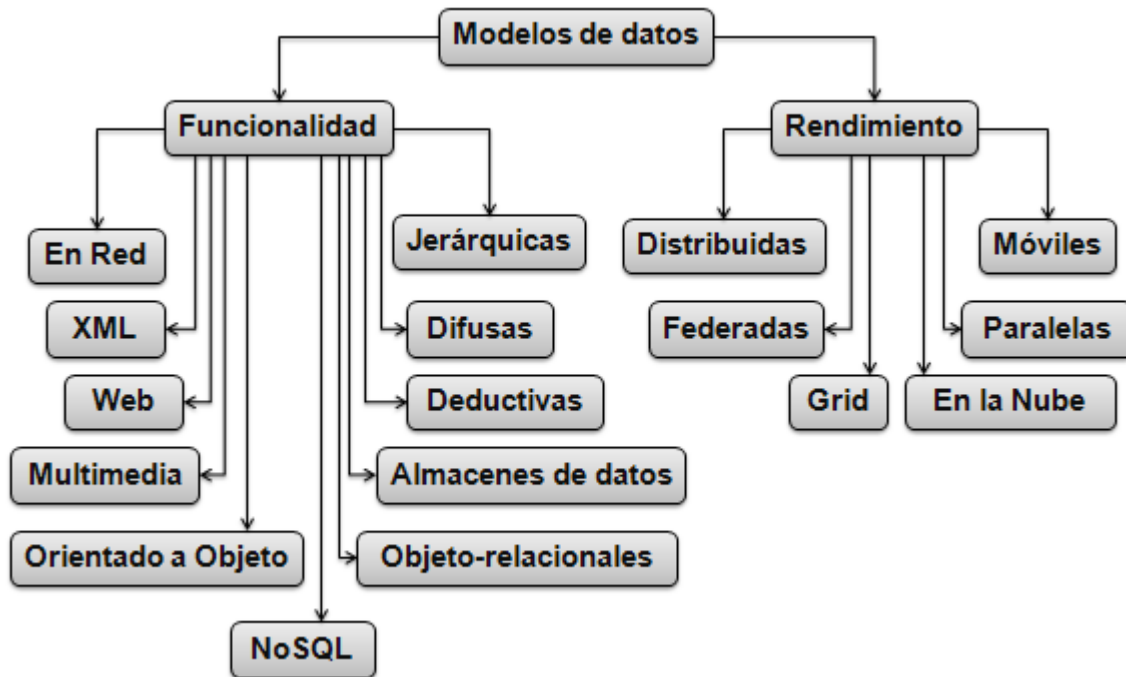 Modelos de datos
Funcionalidad
Rendimiento
En Red
Jerárquicas
Distribuidas
Móviles
XML
Difusas
Federadas
Paralelas
Web
Deductivas
Grid
En la Nube
Multimedia
Almacenes de datos
Orientado a Objeto
Objeto-relacionales
NoSQL